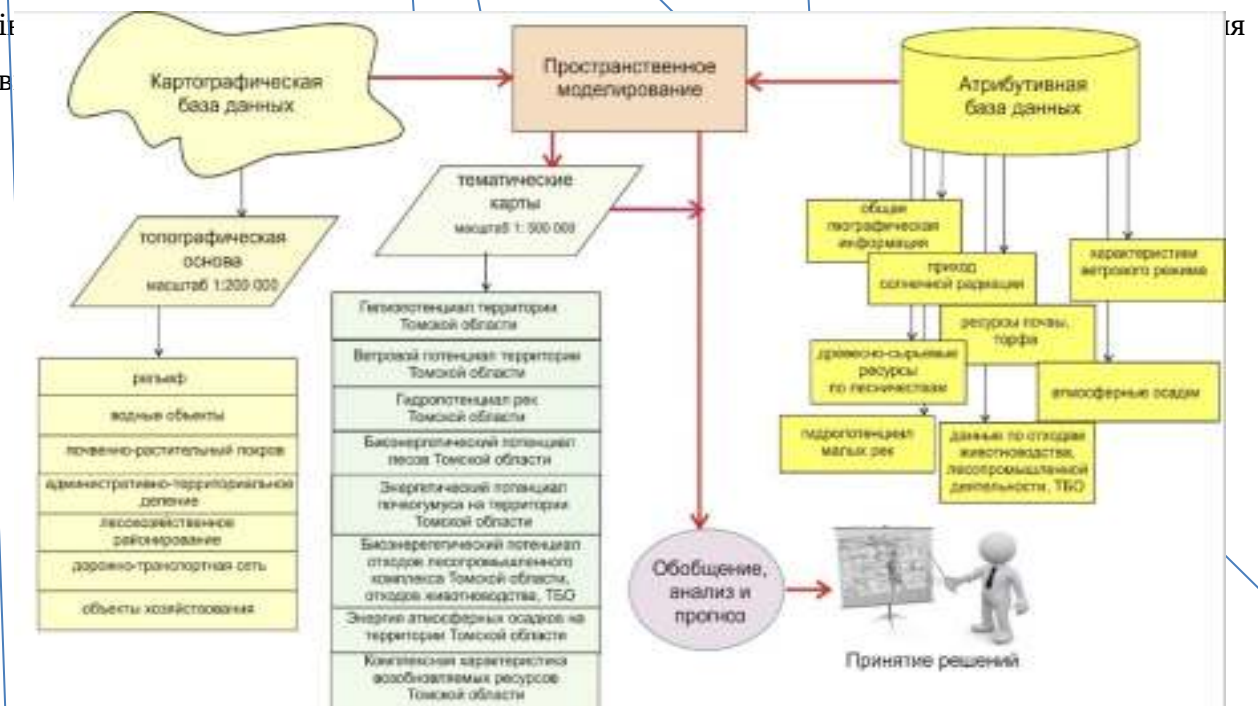 ів
ія
в
Картографическая
база данных
Пространственное
моделирование
Атрибутивная
база данных
тематические
карты
масштаб 1: 500 000
топографическая
основа
масштаб 1:200 000
общая
географическая
информация
приход
солнечной радиации
характеристики
ветрового режима
ресурсы почвы,
торфа
древесно-сырьевые
ресурсы
по лесничествам
атмосферные осадки
гидропотенциал
малых рек
данные по отходам
животноводства,
лесопромышленной
деятельности, ТБО
рельеф
водные объекты
почвенно-растительный покров
административно-территориальное
деление
лесохозяйственное
районирование
дорожно-транспортная сеть
объекты хозяйствования
Гелиопотенциал территории
Томской области
Ветровой потенциал территории
Томской области
Гидропотенциал рек
Томской области
Биоэнергетический потенциал
лесов Томской области
Энергетический потенциал
почвогумуса на территории
Томской области
Биоэнергетический потенциал
отходов лесопромышленного
комплекса Томской области,
отходов животноводства, ТБО
Энергия атмосферных осадков на
территории Томской области
Комплексная характеристика
возобновляемых ресурсов
Томской области
Обобщение,
анализ и
прогноз
Принятие решений